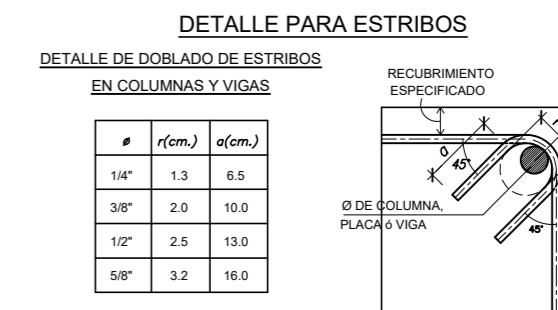 DETALLE PARA ESTRIBOS
DETALLE DE DOBLADO DE ESTRIBOS
EN COLUMNAS Y VIGAS
ø r(cm.) a(cm.)
1/4" 1.3 6.5
3/8" 2.0 10.0
1/2" 2.5 13.0
5/8" 3.2 16.0
RECUBRIMIENTO
ESPECIFICADO
a
45°
Ø DE COLUMNA,
PLACA ó VIGA
45°